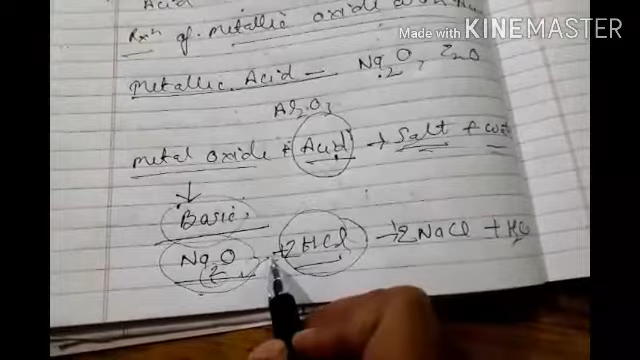 Acid
Made with KINEMASTER
Rxn of metallic oxide
Metallic Acid - Na2O, ZnO
Al2O3
Metal oxide + Acid → Salt +
Basic
Na2O + 2HCl → 2NaCl + H2O